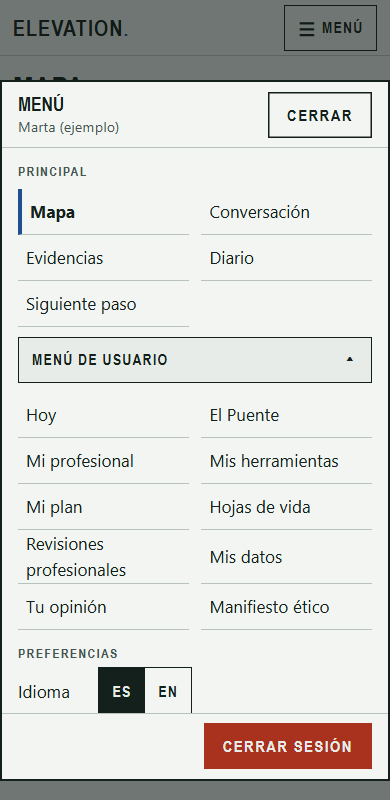 ELEVATION.
MENÚ
MENÚ
Marta (ejemplo)
CERRAR
PRINCIPAL
Mapa
Conversación
Evidencias
Diario
Siguiente paso
MENÚ DE USUARIO
Hoy
El Puente
Mi profesional
Mis herramientas
Mi plan
Hojas de vida
Revisiones
profesionales
Mis datos
Tu opinión
Manifiesto ético
PREFERENCIAS
Idioma
ES
EN
CERRAR SESIÓN